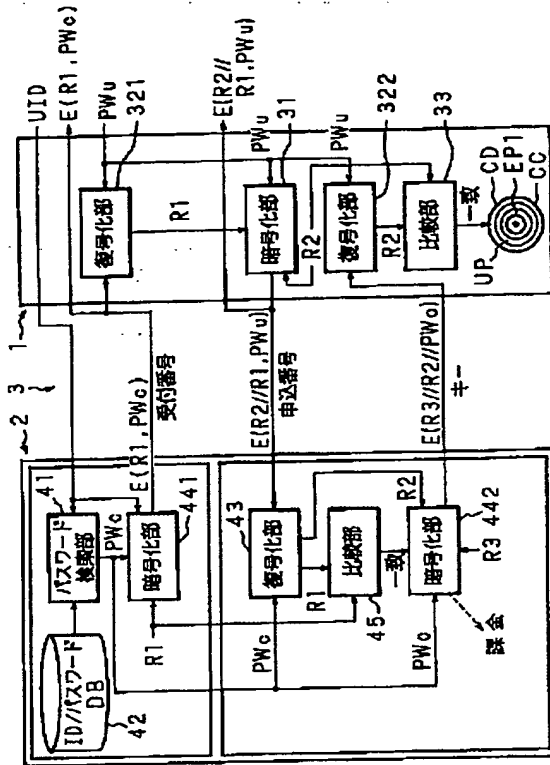 2
3
1
41
パスワード
検索部
ID/パスワード
DB
42
PWc
暗号化部
441
E(R1,PWc)
受付番号
R1
UID
E(R1,PWc)
PWu
復号化部
321
R1
43
復号化部
PWc
R1
比較部
45
一致
R2
暗号化部
442
R3
PWc
課金
E(R2//R1,PWu)
申込番号
E(R3//R2//PWc)
キー
E(R2//
R1,PWu)
PWu
暗号化部
31
R2
PWu
復号化部
322
R2
比較部
33
一致
CD
EP1
CC
UP